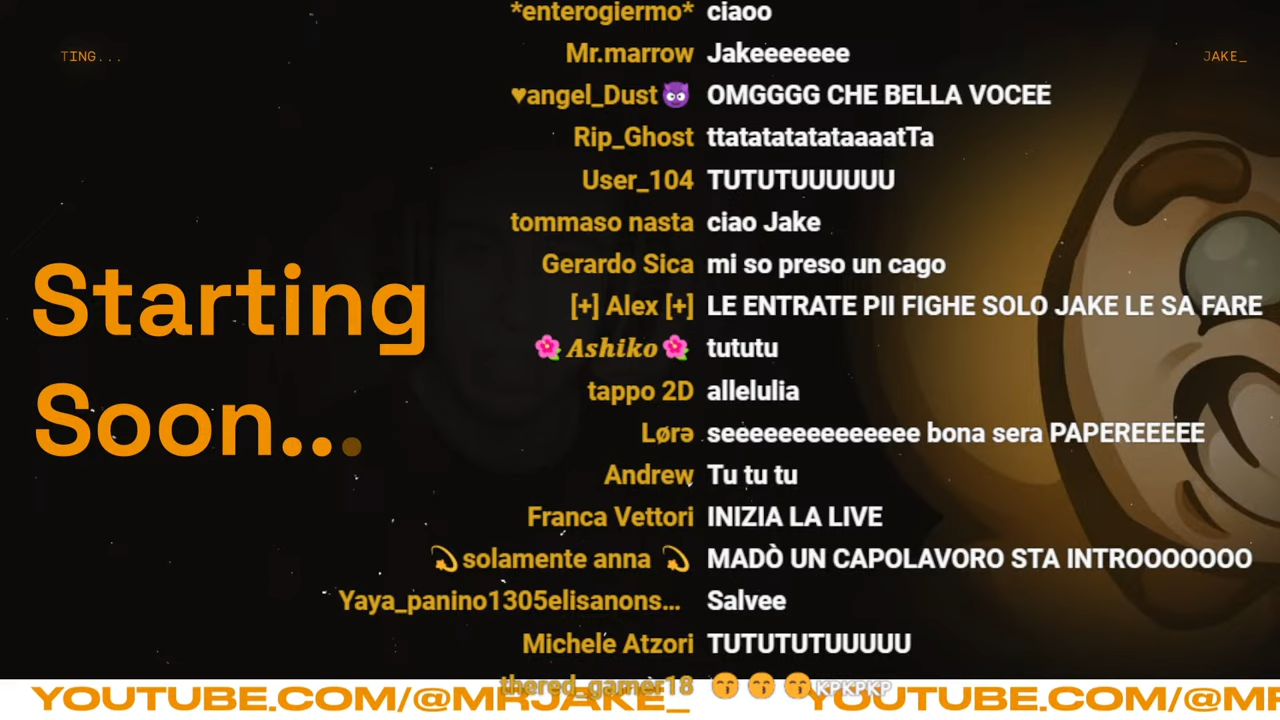 *enterogiermo* ciaoo
TING...
JAKE_
Mr.marrow Jakeeeeeee
♥angel_Dust😈 OMGGGG CHE BELLA VOCEE
Rip_Ghost ttatatatatataaaatTa
User_104 TUTUTUUUUUU
tommaso nasta ciao Jake
Gerardo Sica mi so preso un cago
[+] Alex [+] LE ENTRATE PII FIGHE SOLO JAKE LE SA FARE
🌺 𝑨𝒔𝒉𝒊𝒌𝒐 🌺 tututu
tappo 2D allelulia
Lørə seeeeeeeeeeeeee bona sera PAPEREEEEE
Andrew Tu tu tu
Franca Vettori INIZIA LA LIVE
💫 solamente anna 💫 MADÒ UN CAPOLAVORO STA INTROOOOOOO
Yaya_panino1305elisanons... Salvee
Michele Atzori TUTUTUTUUUUU
thered_gamer18 😙 😙 😙 KPKPKP
Starting
Soon...
YOUTUBE.COM/@MRJAKE_ YOUTUBE.COM/@MR